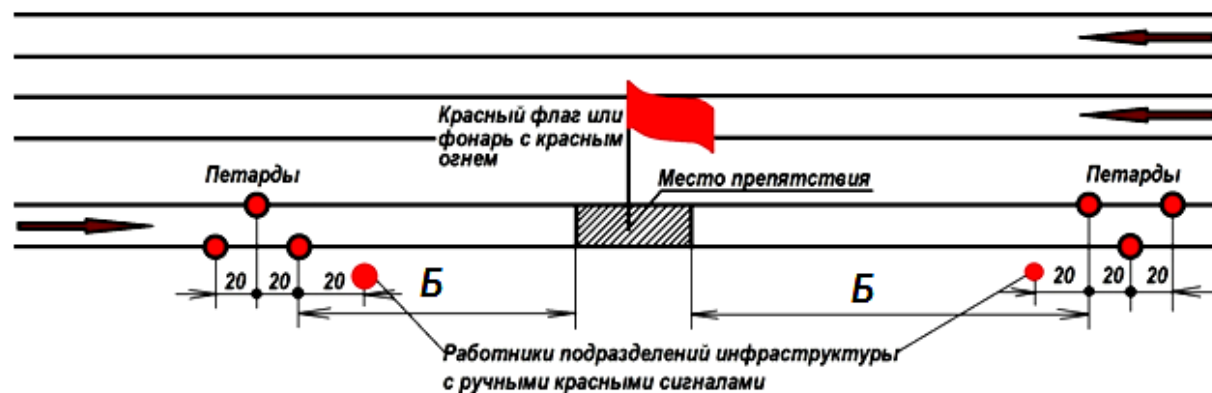 Красный флаг или
фонарь с красным
огнем
Петарды
Место препятствия
Петарды
20 20 20
Б
Б
20 20 20
Работники подразделений инфраструктуры
с ручными красными сигналами